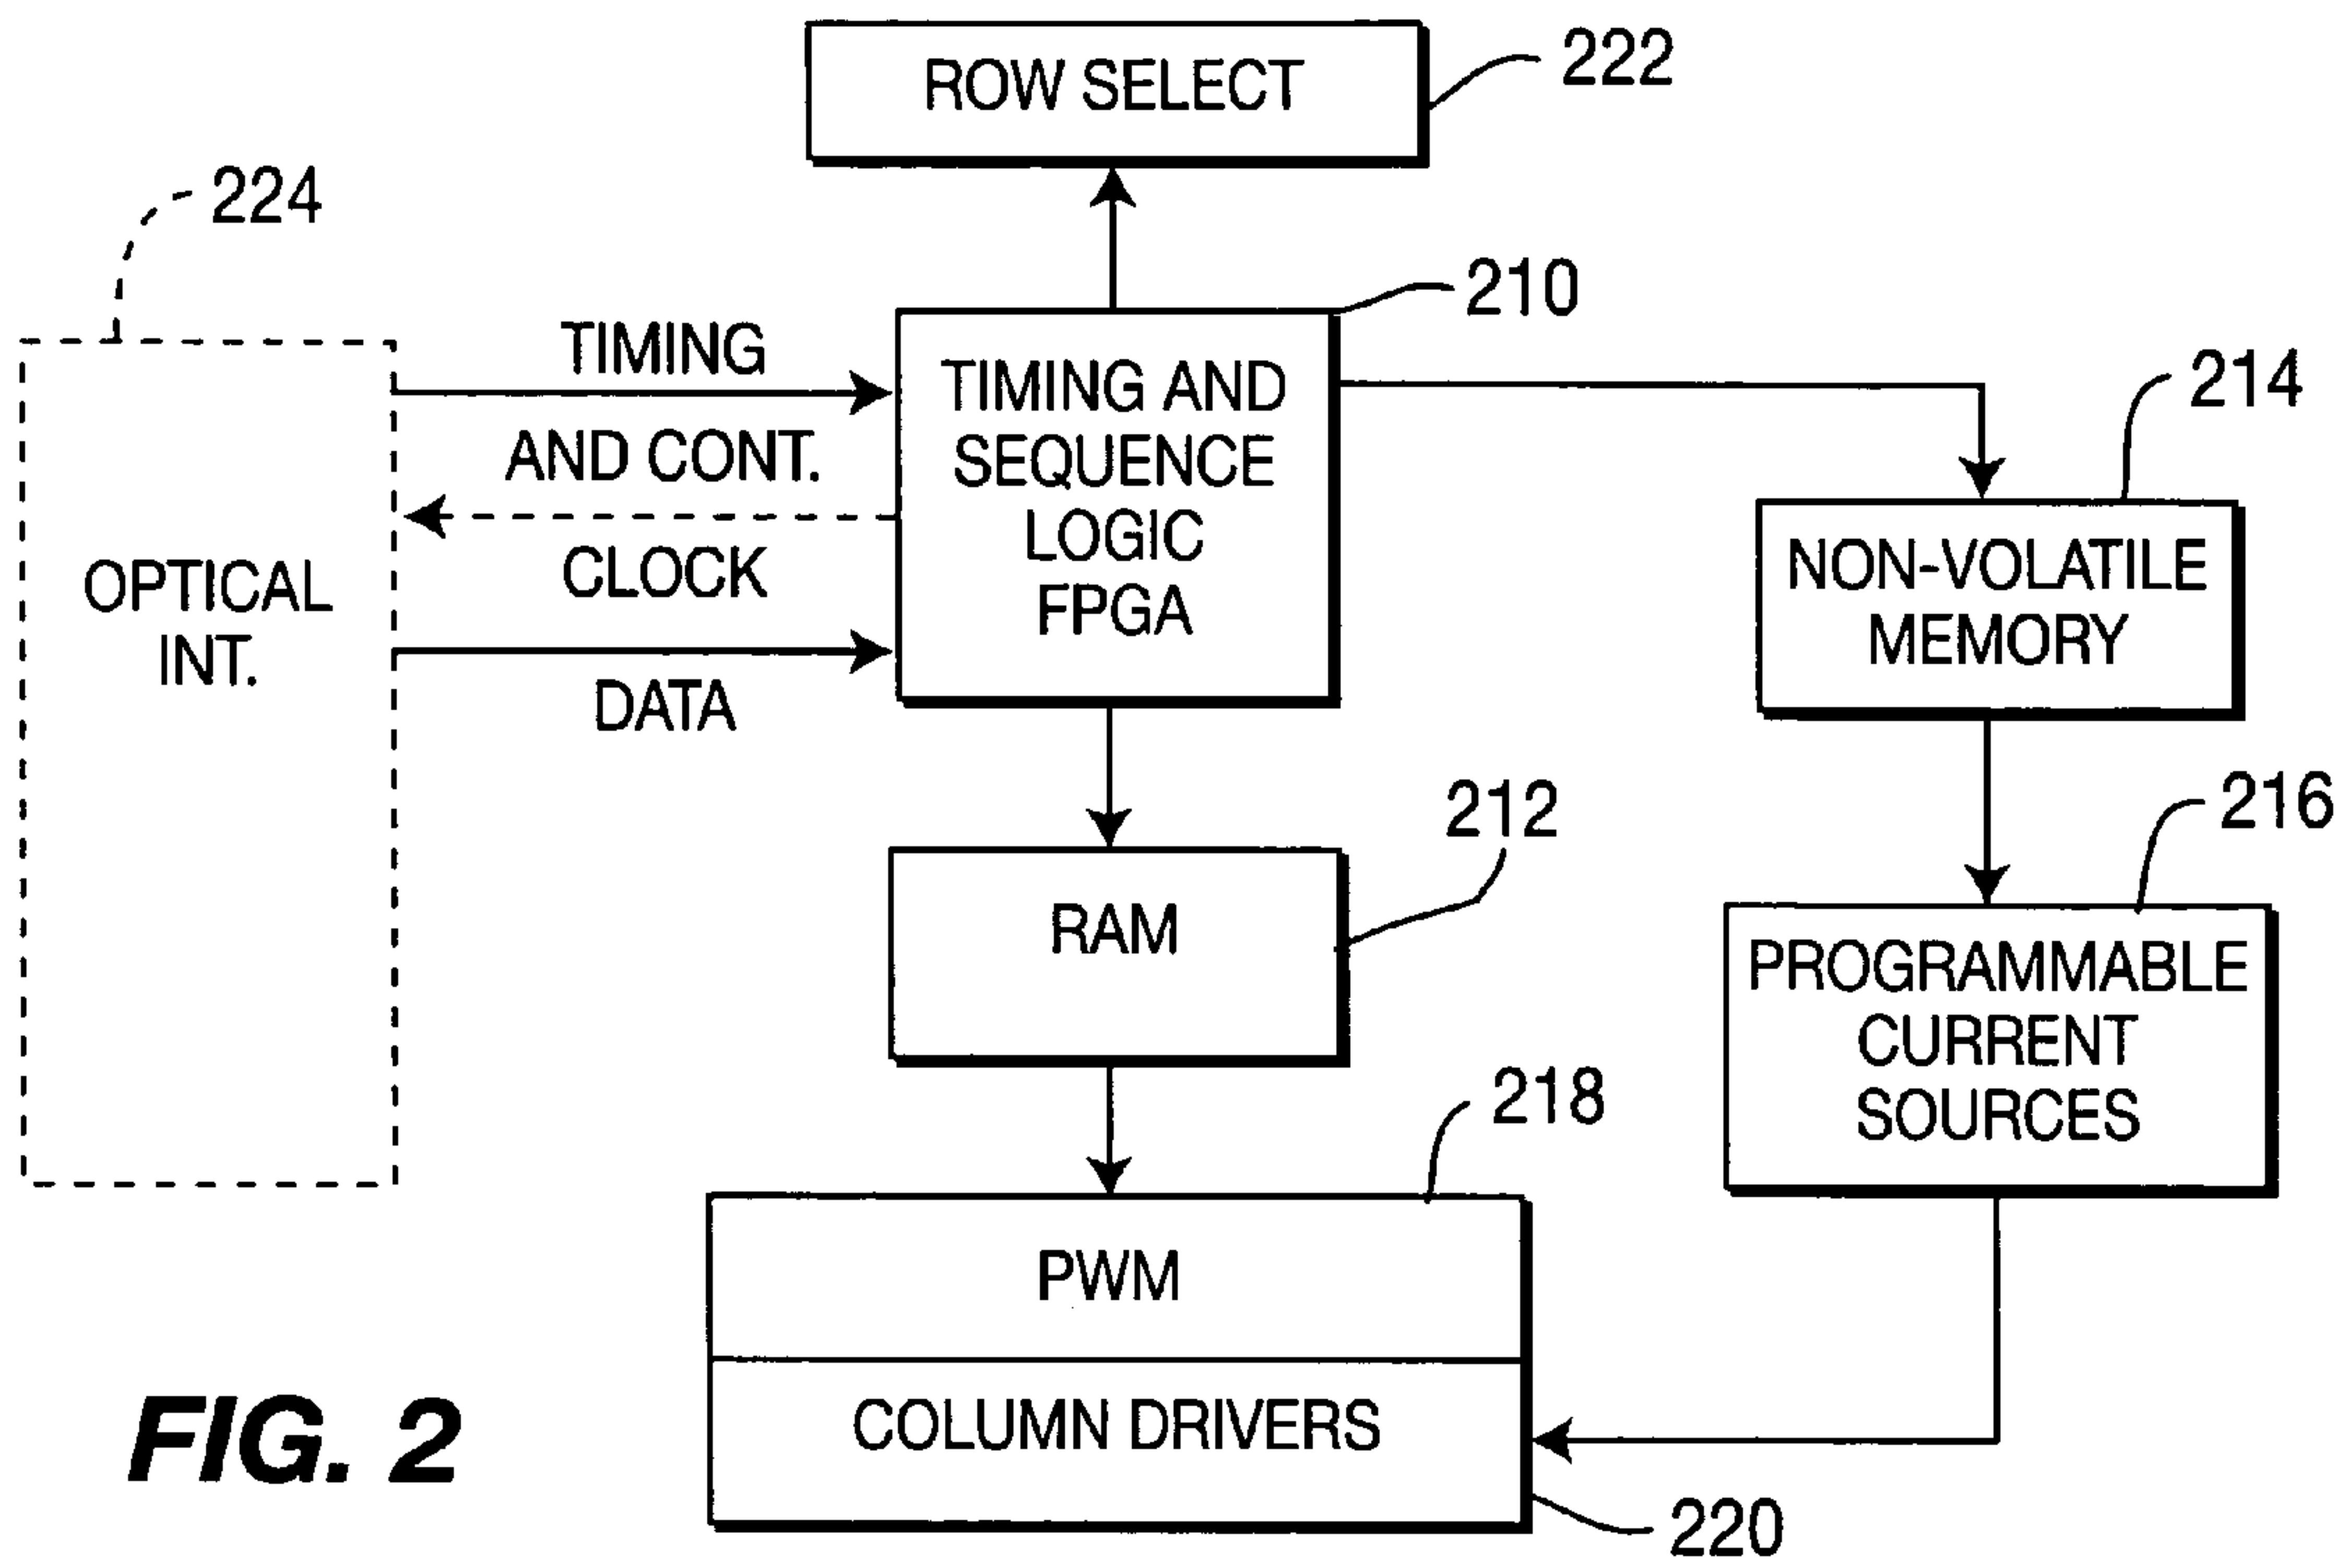 ROW SELECT
222
224
210
TIMING
AND CONT.
CLOCK
DATA
TIMING AND
SEQUENCE
LOGIC
FPGA
214
NON-VOLATILE
MEMORY
OPTICAL
INT.
212
RAM
216
PROGRAMMABLE
CURRENT
SOURCES
218
PWM
COLUMN DRIVERS
220
FIG. 2